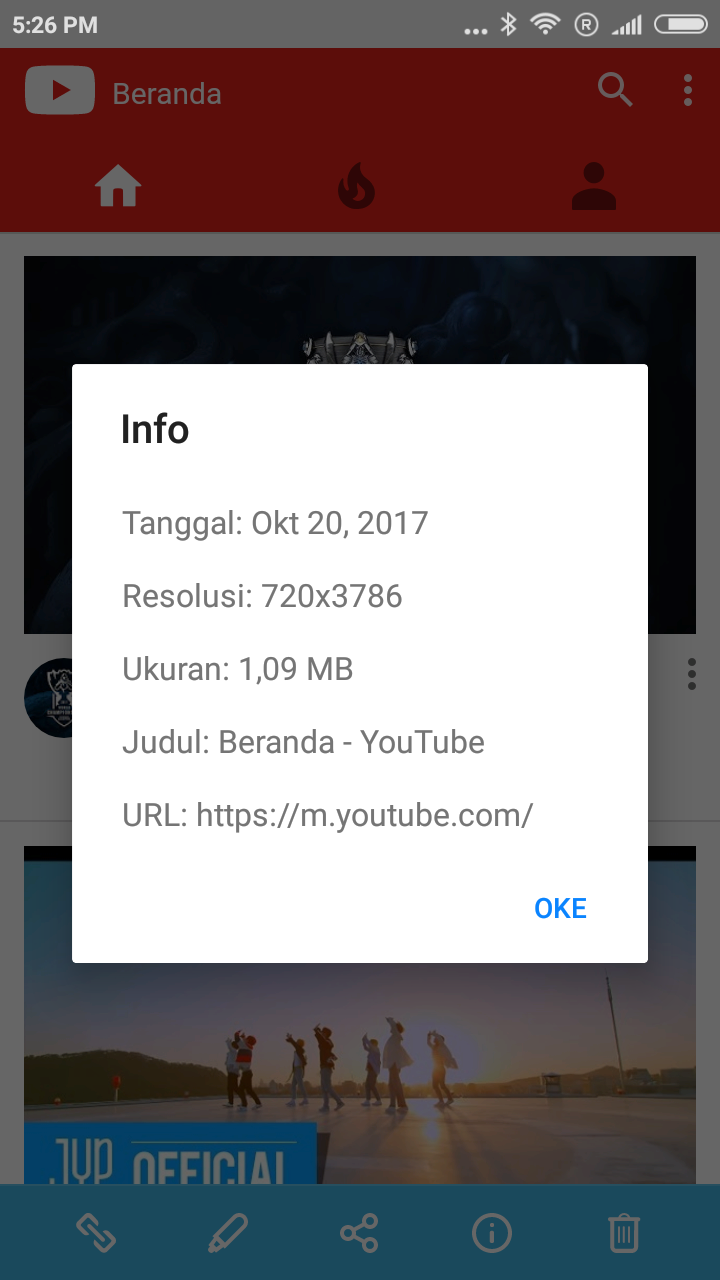 5:26 PM
Beranda
Info
Tanggal: Okt 20, 2017
Resolusi: 720x3786
Ukuran: 1,09 MB
Judul: Beranda - YouTube
URL: https://m.youtube.com/
OKE
JYP OFFICIAL